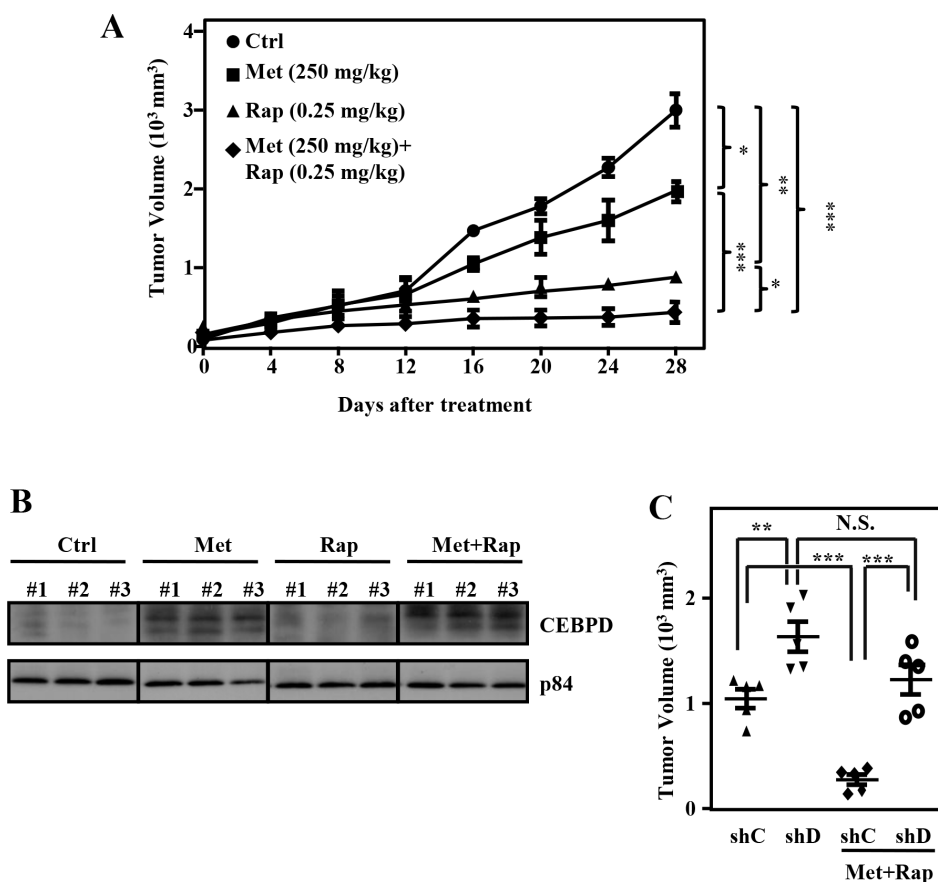 A
4
Ctrl
Met (250 mg/kg)
3
Rap (0.25 mg/kg)
Met (250 mg/kg)+
Rap (0.25 mg/kg)
2
1
0
Tumor Volume (10³ mm³)
0 4 8 12 16 20 24 28
Days after treatment
*
**
***
***
*
B
Ctrl Met Rap Met+Rap
#1 #2 #3 #1 #2 #3 #1 #2 #3 #1 #2 #3
CEBPD
p84
C
N.S.
**
*** ***
2
1
0
Tumor Volume (10³ mm³)
shC shD shC shD
Met+Rap